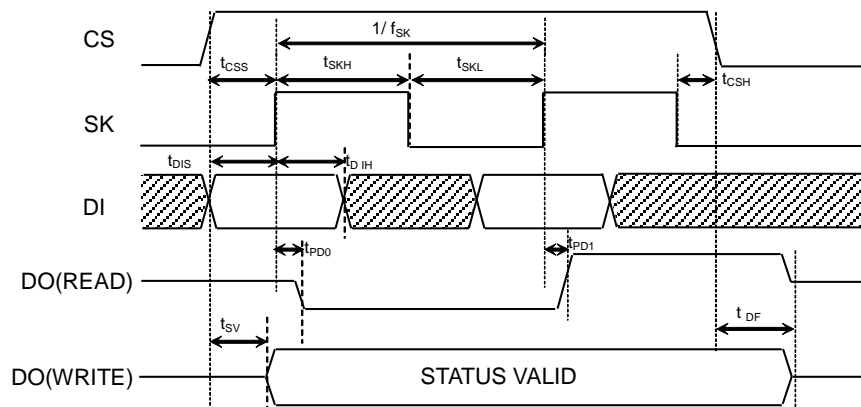 CS
1/ fSK
tCSS
tSKH
tSKL
tCSH
SK
tDIS
tD IH
DI
tPD0
tPD1
DO(READ)
tSV
t DF
DO(WRITE)
STATUS VALID